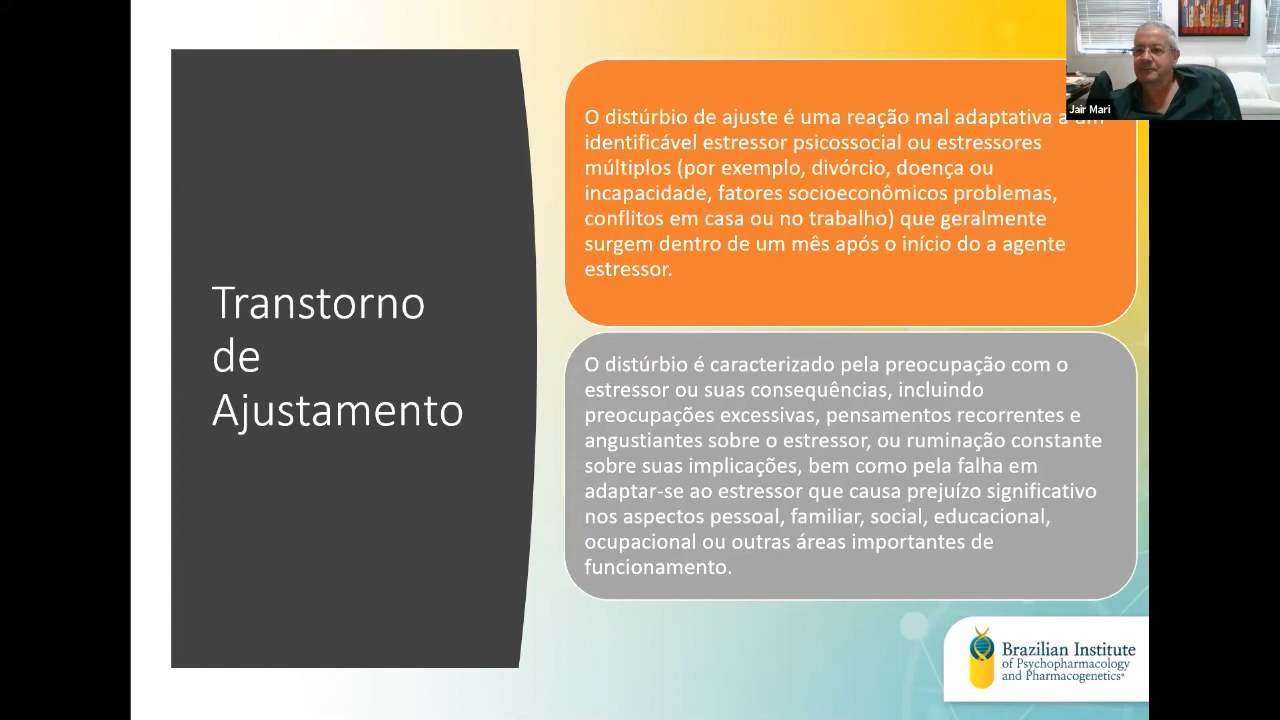 Transtorno
de
Ajustamento
O distúrbio de ajuste é uma reação mal adaptativa a um
identificável estressor psicossocial ou estressores
múltiplos (por exemplo, divórcio, doença ou
incapacidade, fatores socioeconômicos problemas,
conflitos em casa ou no trabalho) que geralmente
surgem dentro de um mês após o início do a agente
estressor.
O distúrbio é caracterizado pela preocupação com o
estressor ou suas consequências, incluindo
preocupações excessivas, pensamentos recorrentes e
angustiantes sobre o estressor, ou ruminação constante
sobre suas implicações, bem como pela falha em
adaptar-se ao estressor que causa prejuízo significativo
nos aspectos pessoal, familiar, social, educacional,
ocupacional ou outras áreas importantes de
funcionamento.
Jair Mari
Brazilian Institute
of Psychopharmacology
and Pharmacogenetics